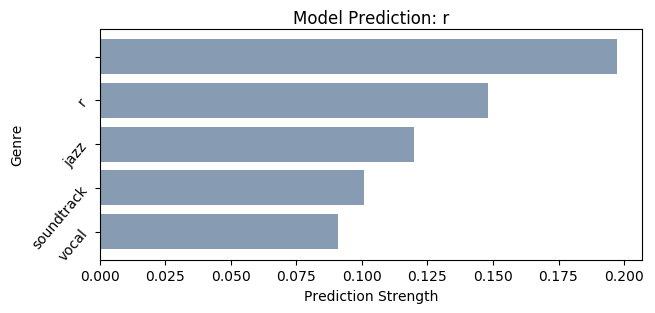 Model Prediction: r
Genre
r
jazz
soundtrack
vocal
0.000 0.025 0.050 0.075 0.100 0.125 0.150 0.175 0.200
Prediction Strength